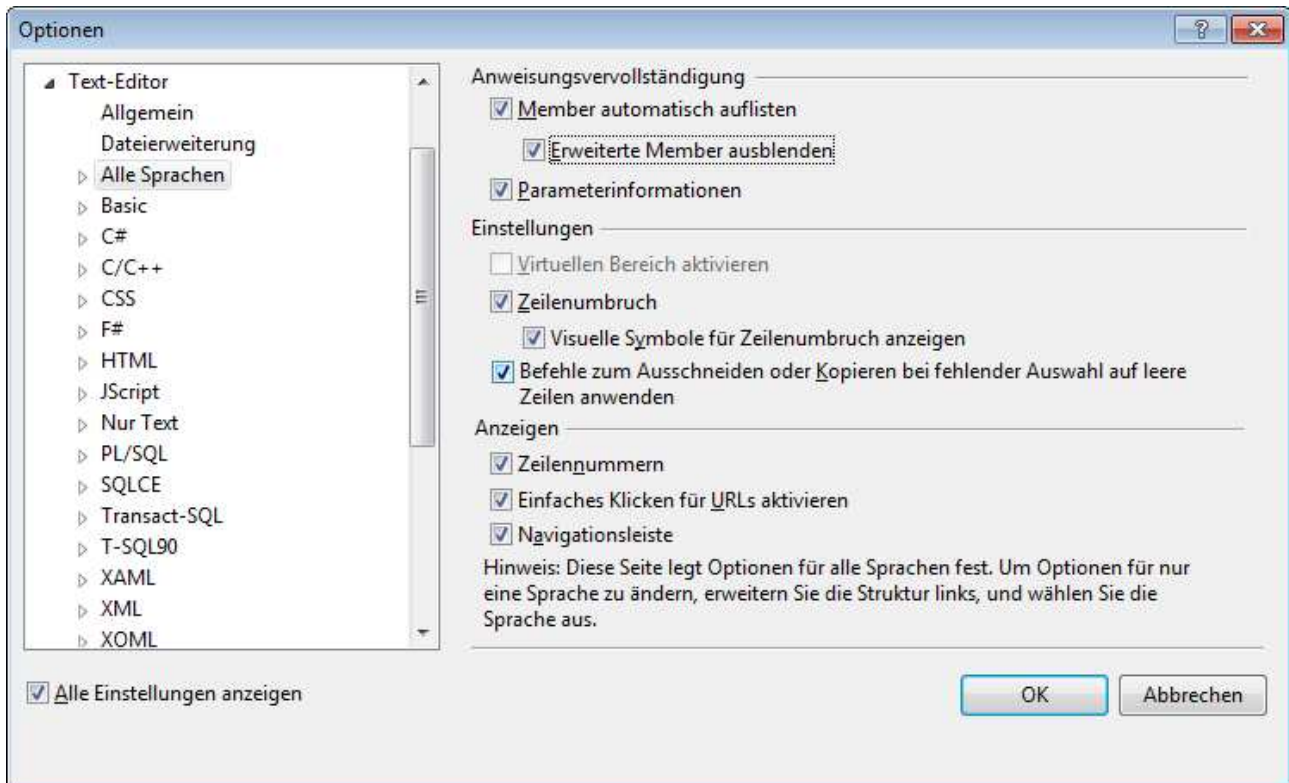 Optionen
Text-Editor
Allgemein
Dateierweiterung
Alle Sprachen
Basic
C#
C/C++
CSS
F#
HTML
JScript
Nur Text
PL/SQL
SQLCE
Transact-SQL
T-SQL90
XAML
XML
XOML
Anweisungsvervollständigung
Member automatisch auflisten
Erweiterte Member ausblenden
Parameterinformationen
Einstellungen
Virtuellen Bereich aktivieren
Zeilenumbruch
Visuelle Symbole für Zeilenumbruch anzeigen
Befehle zum Ausschneiden oder Kopieren bei fehlender Auswahl auf leere
Zeilen anwenden
Anzeigen
Zeilennummern
Einfaches Klicken für URLs aktivieren
Navigationsleiste
Hinweis: Diese Seite legt Optionen für alle Sprachen fest. Um Optionen für nur
eine Sprache zu ändern, erweitern Sie die Struktur links, und wählen Sie die
Sprache aus.
Alle Einstellungen anzeigen
OK
Abbrechen